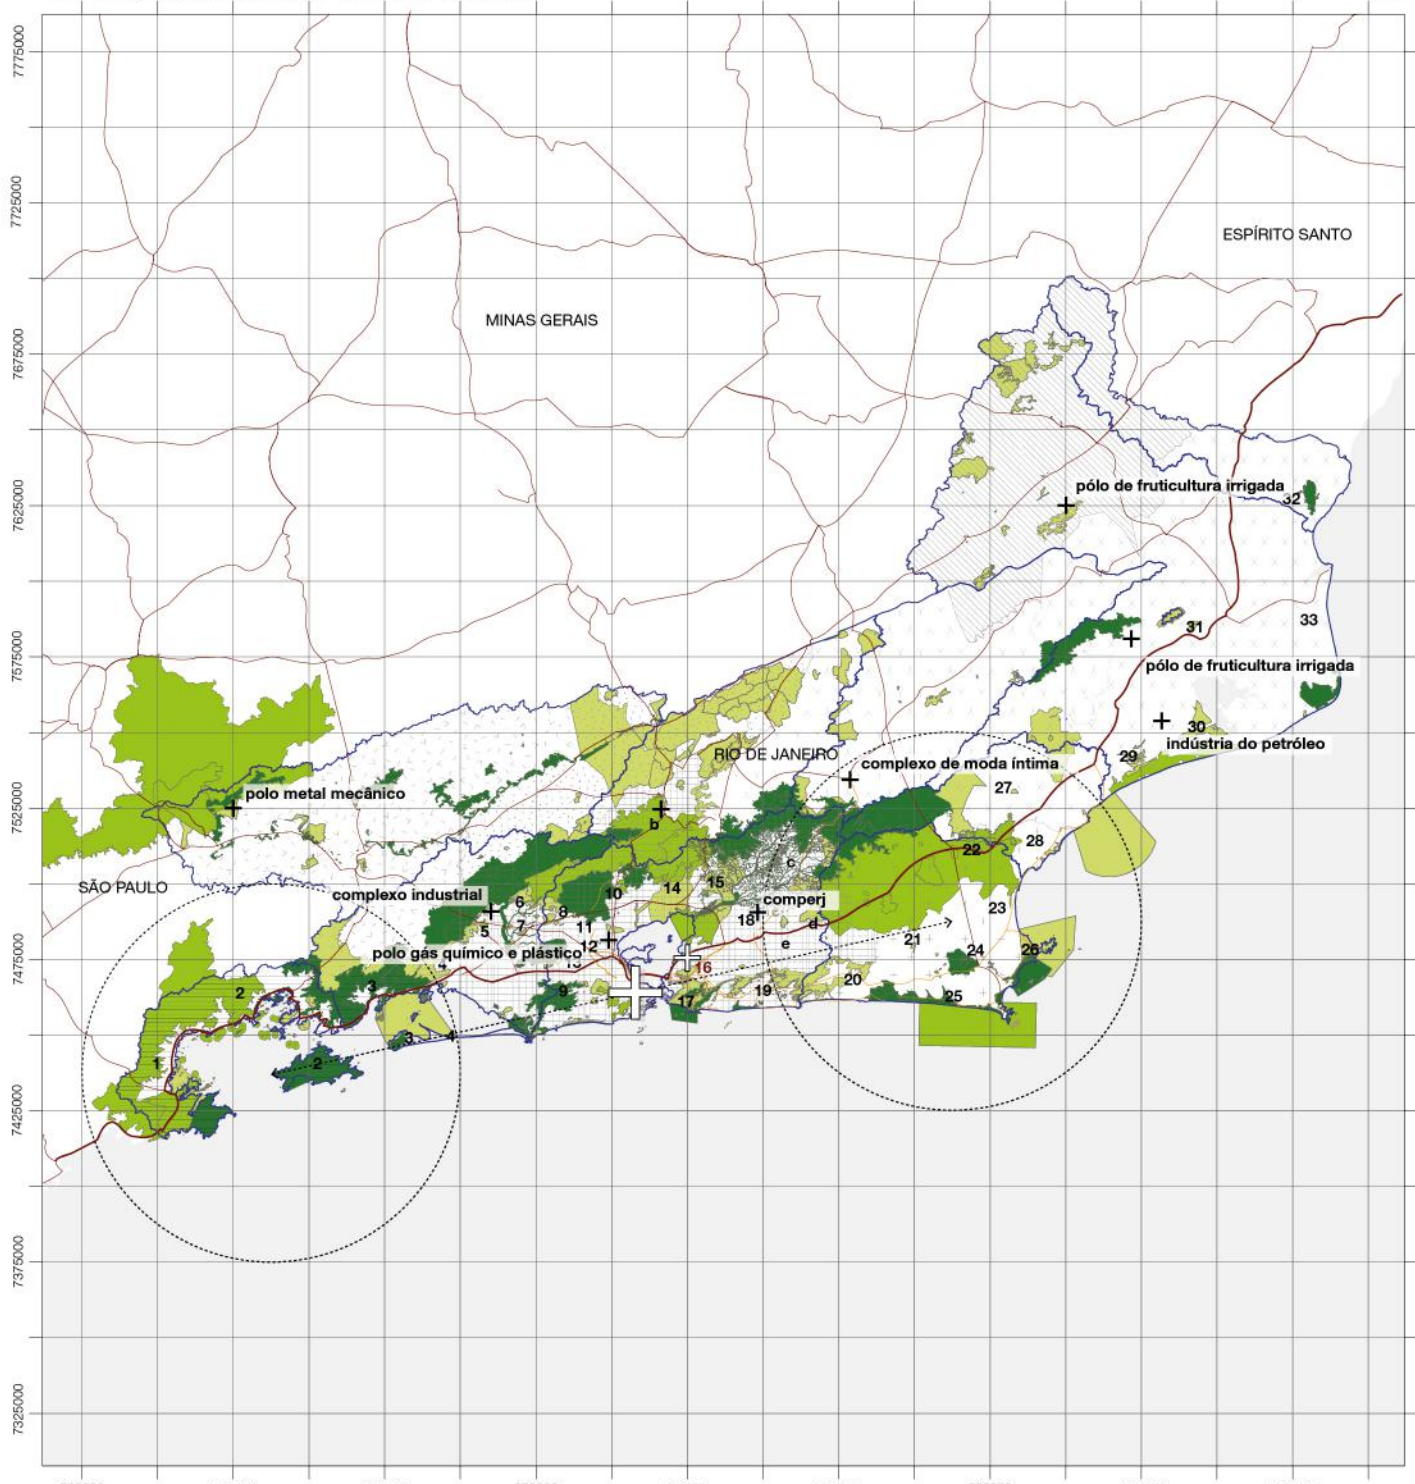 7775000
7725000
ESPÍRITO SANTO
MINAS GERAIS
7675000
pólo de fruticultura irrigada
32
7625000
33
31
7575000
pólo de fruticultura irrigada
30
indústria do petróleo
RIO DE JANEIRO
29
complexo de moda íntima
27
polo metal mecânico
7525000
b
28
22
c
SÃO PAULO
complexo industrial
14
15
10
comperj
6
8
23
18
d
5
7
11
21
e
12
24
26
polo gás químico e plástico
7475000
16
4
20
3
2
9
19
25
17
3
4
1
2
7425000
7375000
7325000